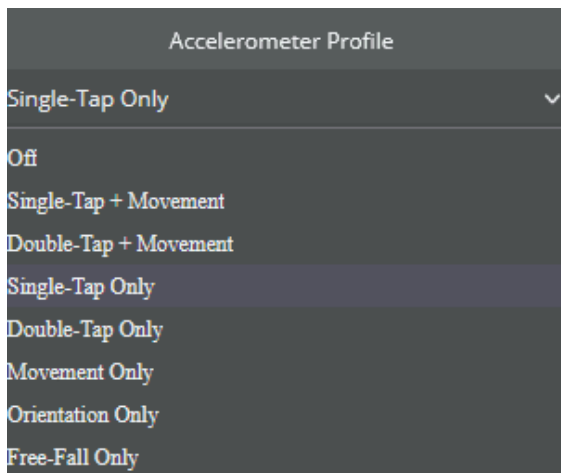 Accelerometer Profile
Single-Tap Only
Off
Single-Tap + Movement
Double-Tap + Movement
Single-Tap Only
Double-Tap Only
Movement Only
Orientation Only
Free-Fall Only